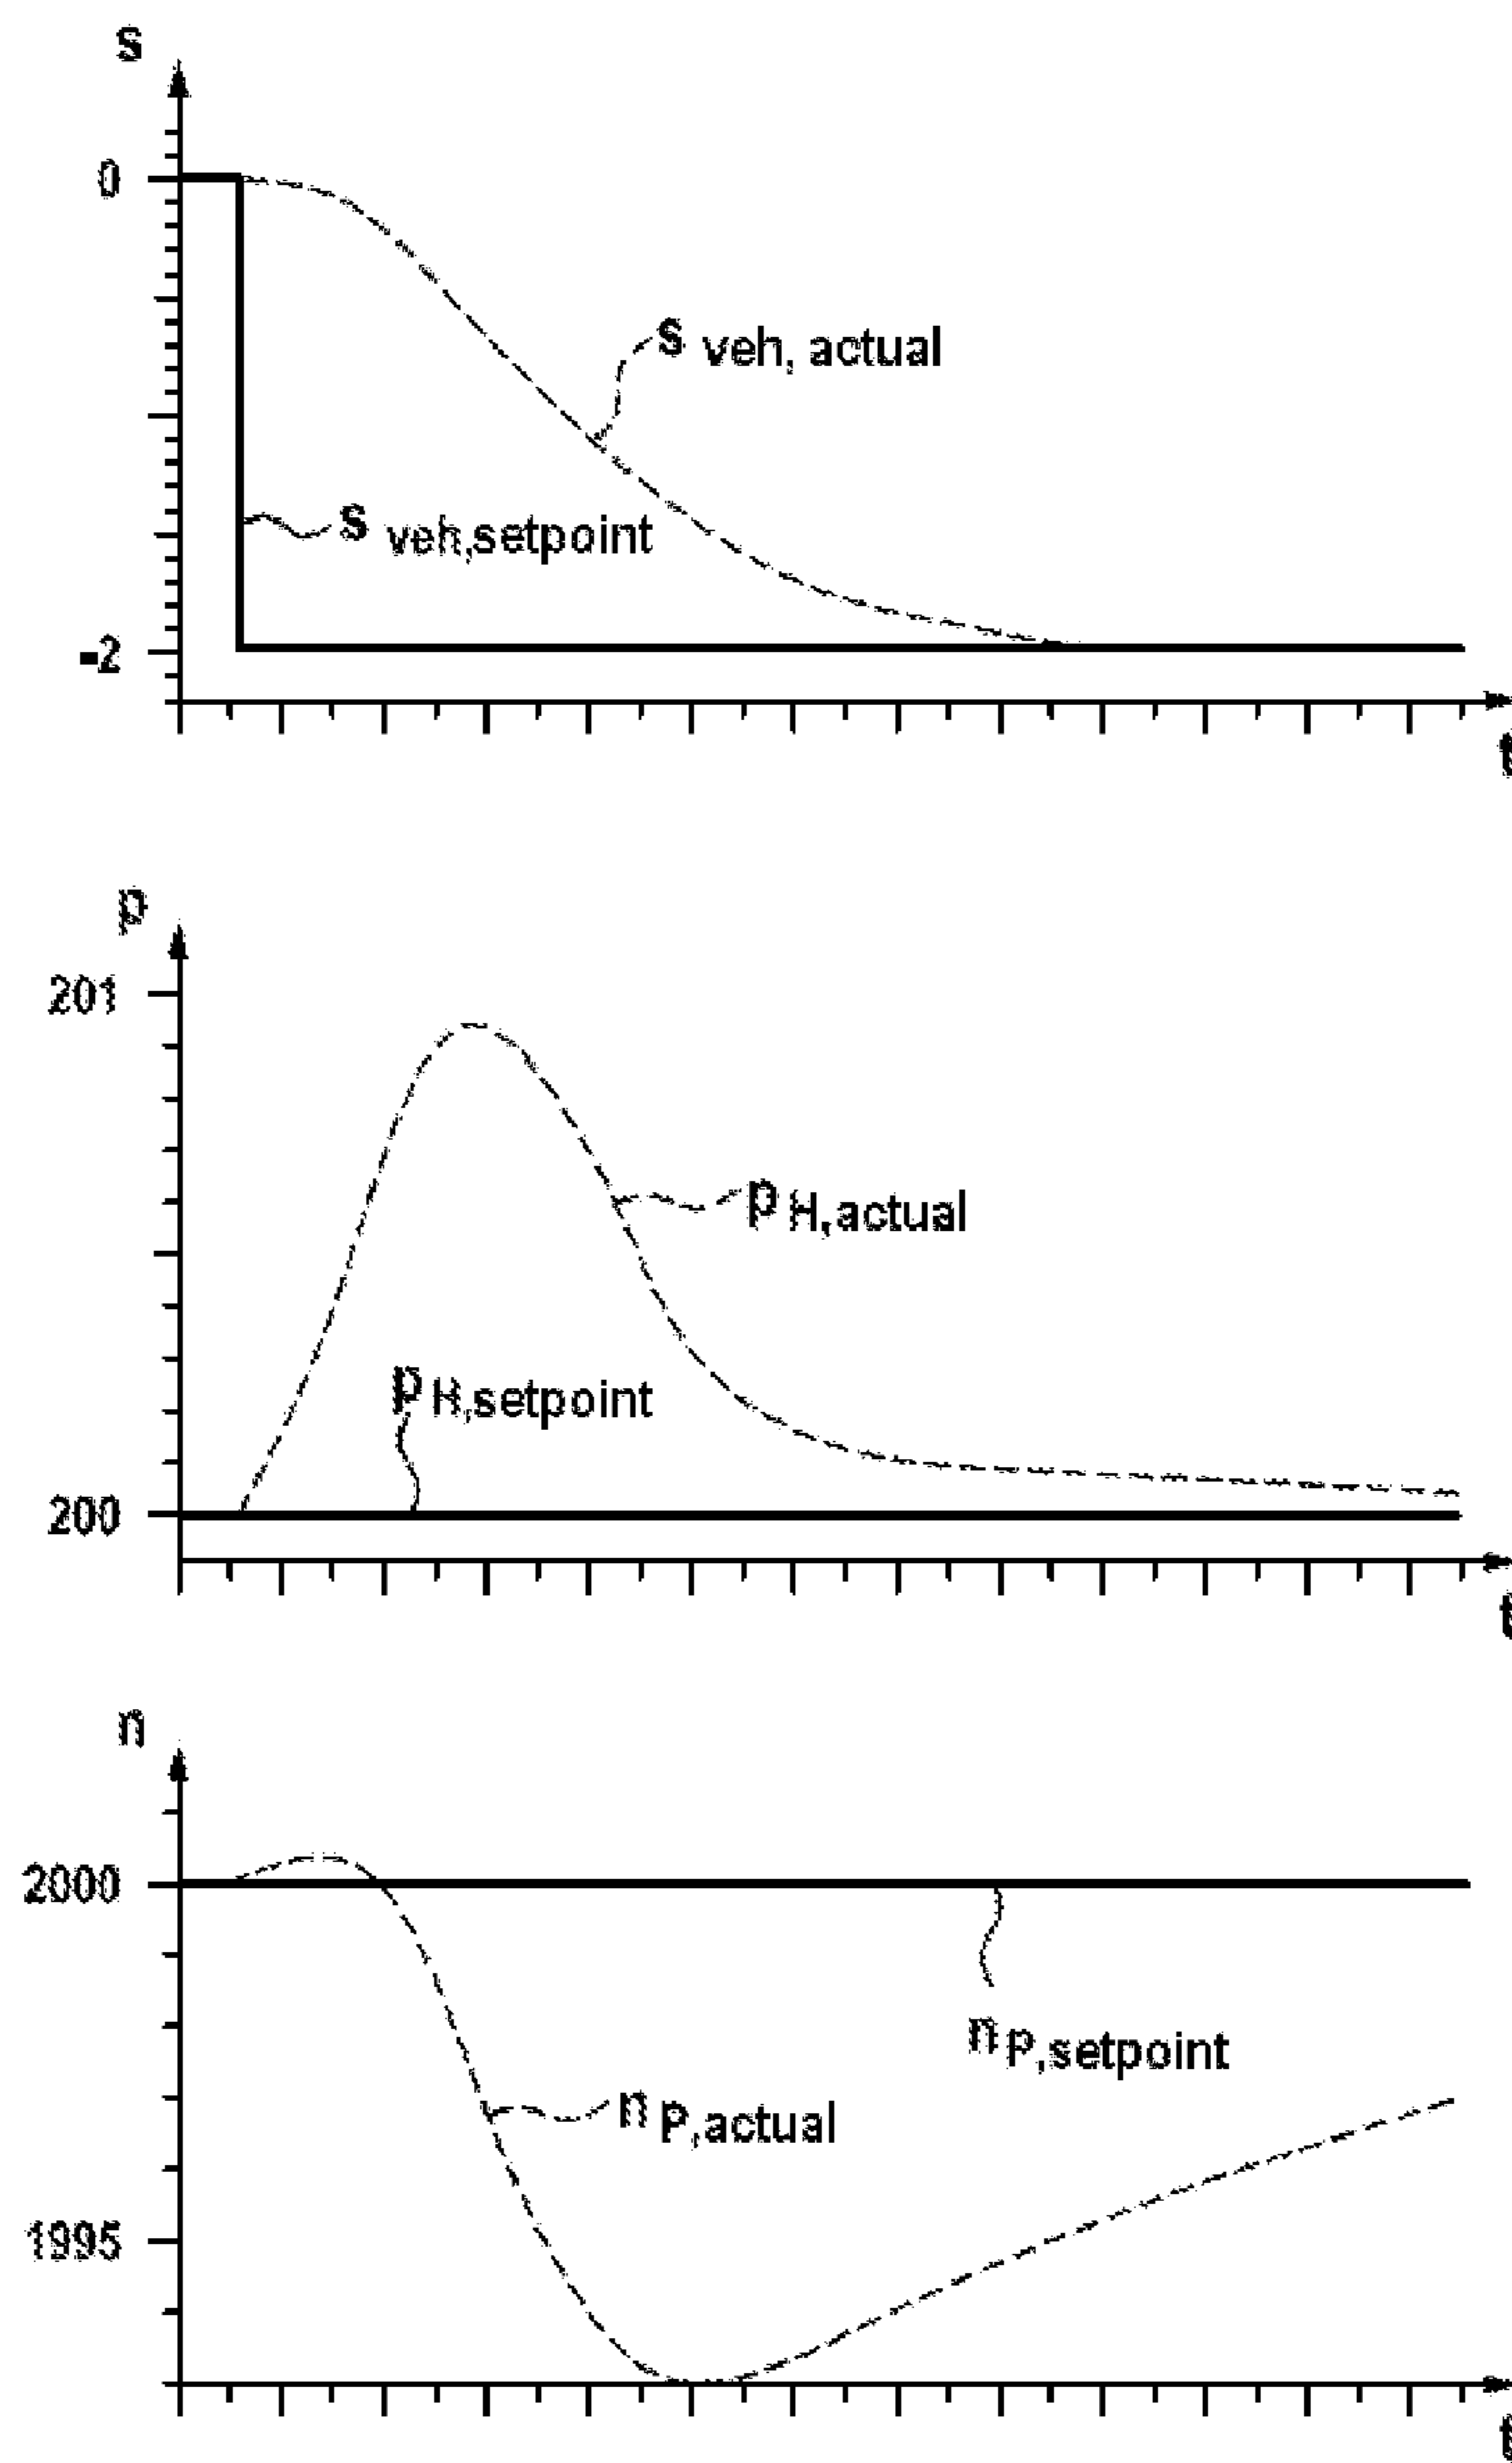 s
0
s veh, actual
s veh,setpoint
-2
t
p
201
p H,actual
p H,setpoint
200
t
n
2000
n P,setpoint
n P,actual
1995
t